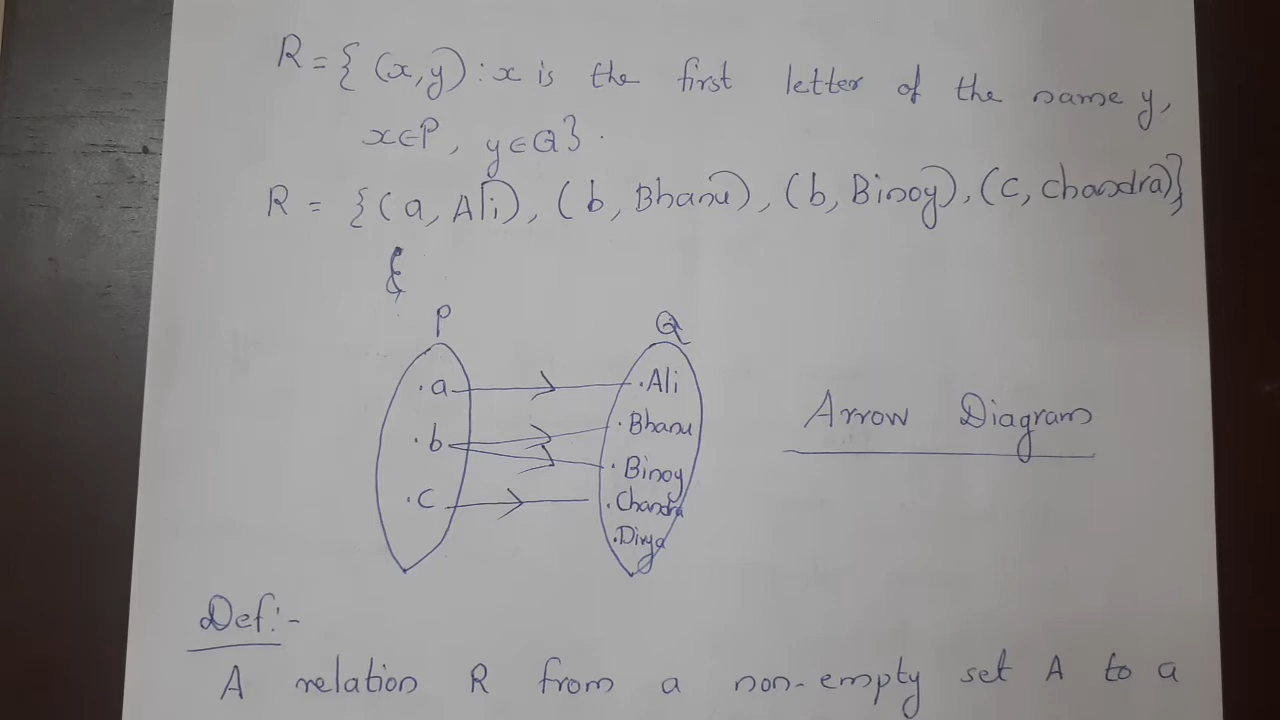 R = { (x, y) : x is the first letter of the name y,
x ∈ P, y ∈ Q } .
R = {(a, Ali), (b, Bhanu), (b, Binoy), (c, Chandra)}
P Q
.a .Ali
.b .Bhanu
.Binoy
.c .Chandra
.Divya
Arrow Diagram
Def:-
A relation R from a non-empty set A to a